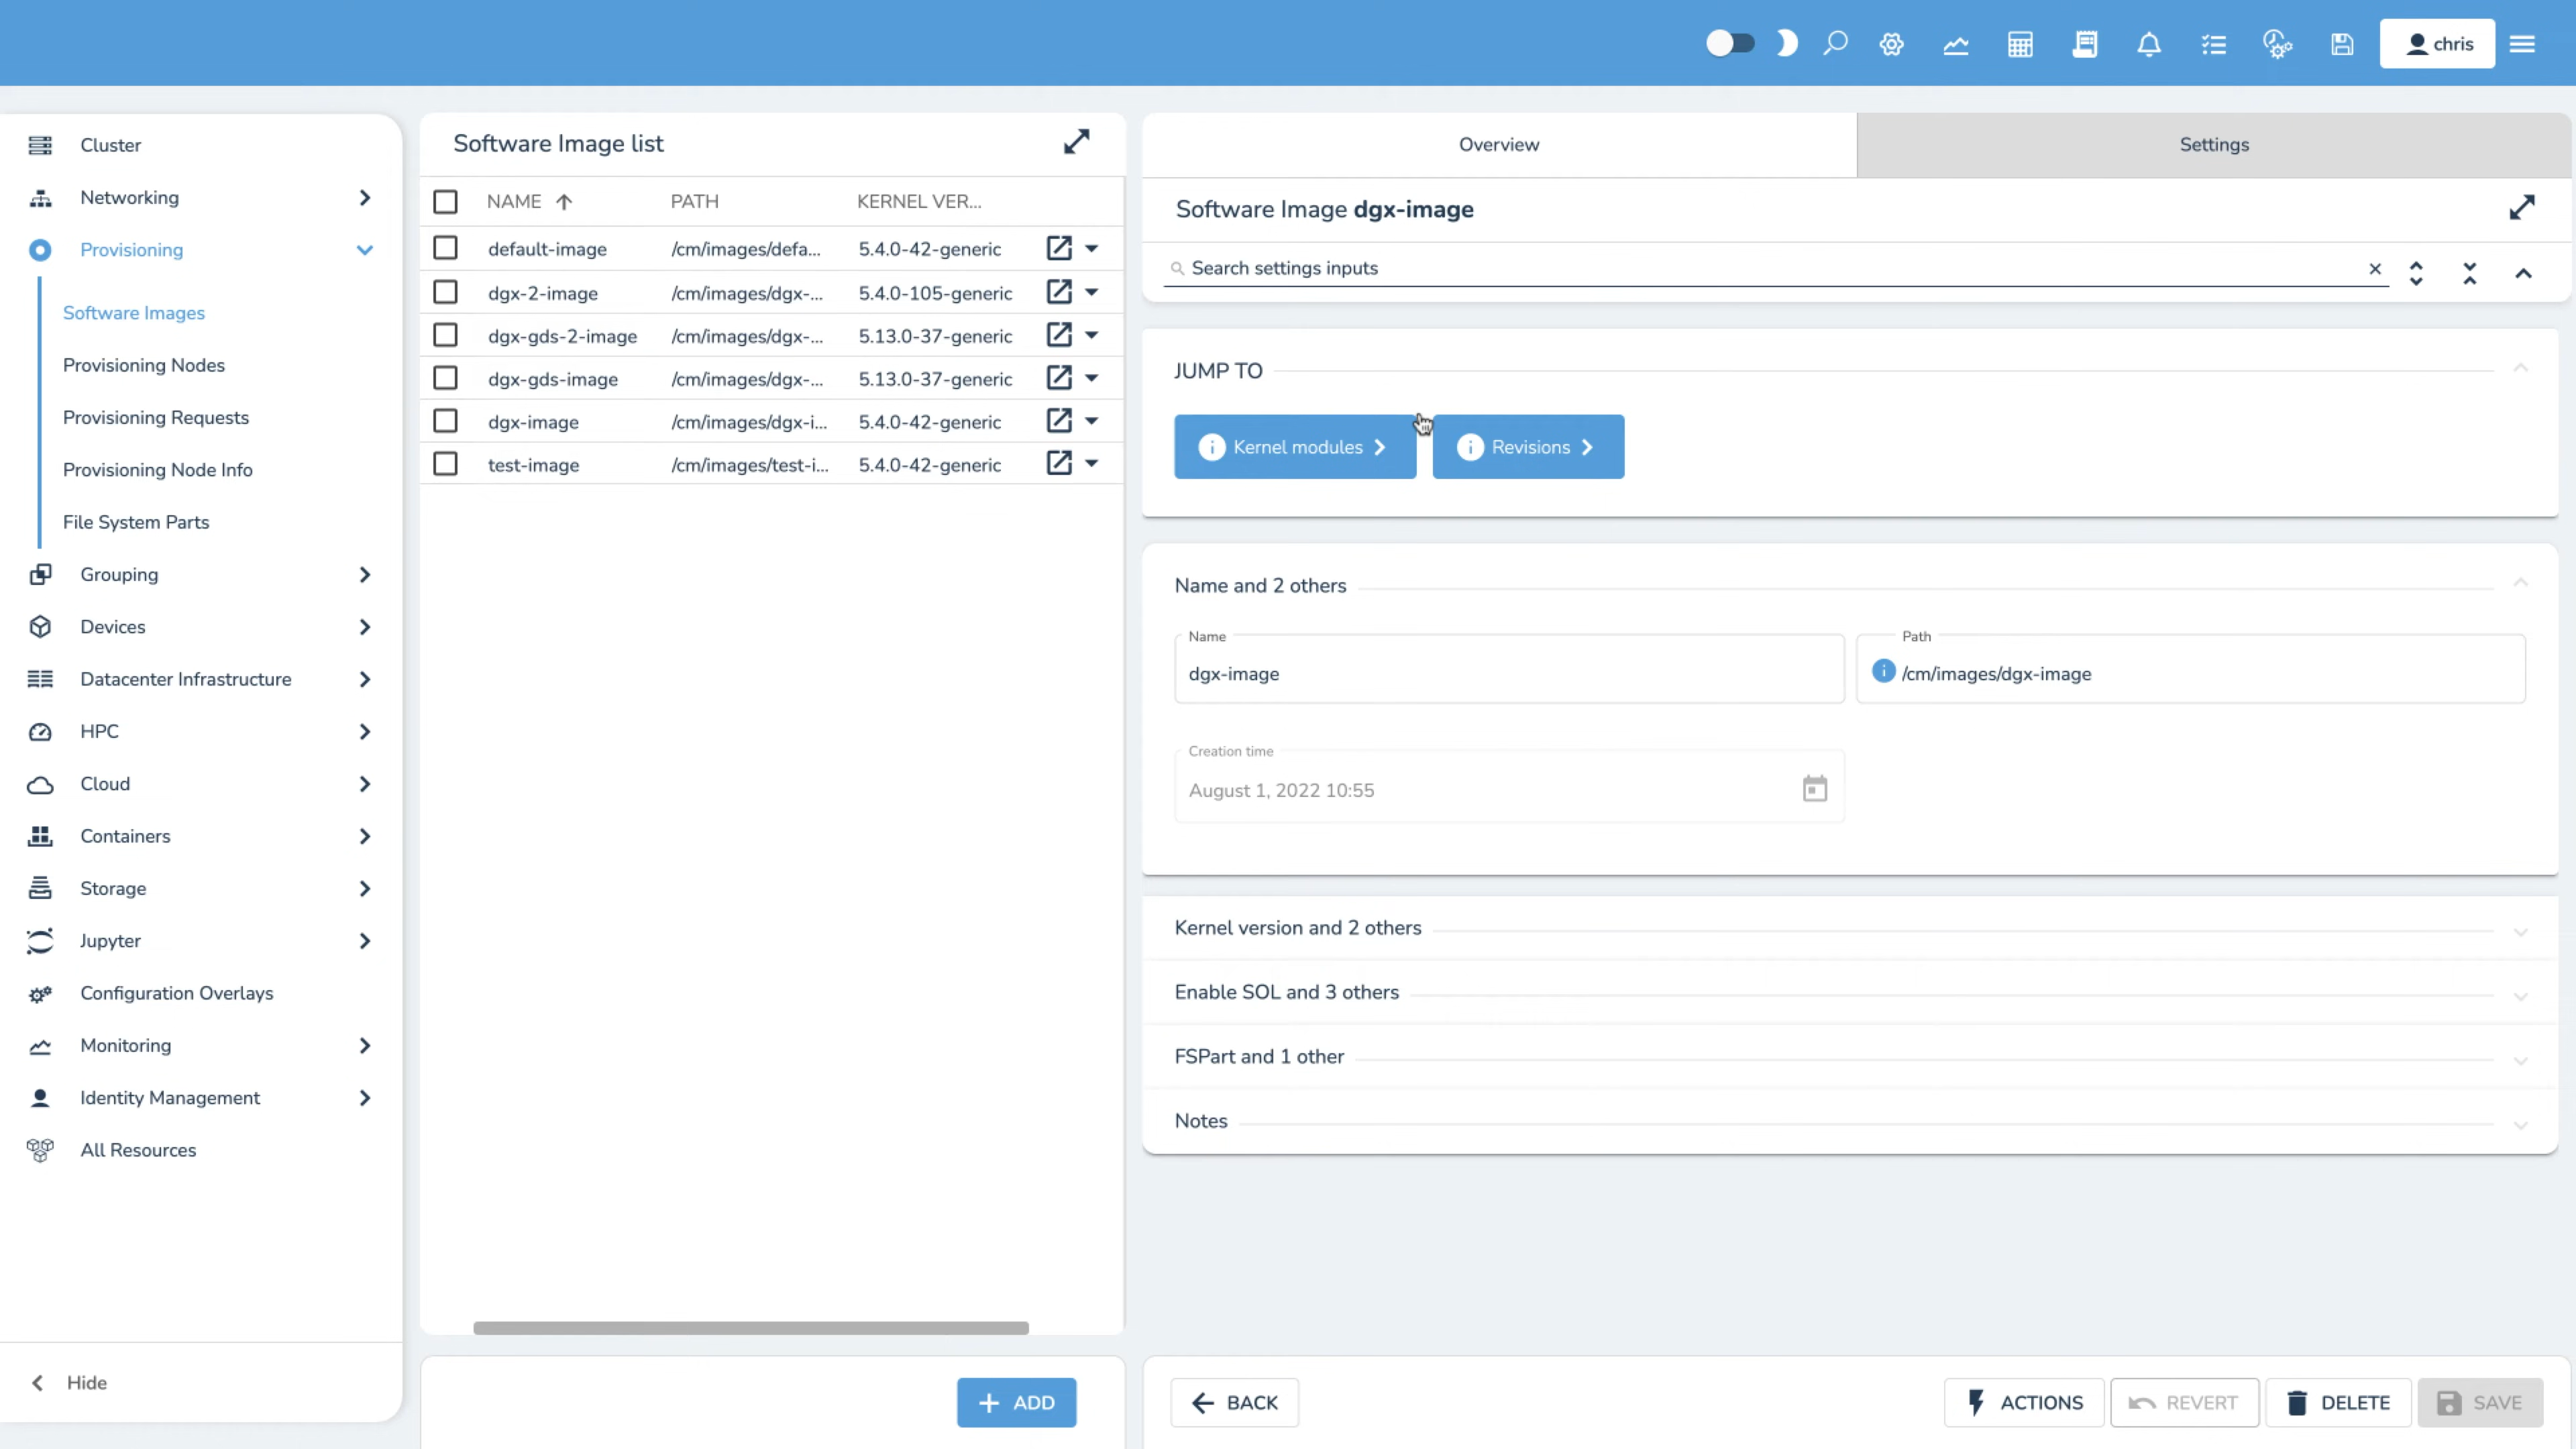 chris
Cluster
Networking
Provisioning
Software Images
Provisioning Nodes
Provisioning Requests
Provisioning Node Info
File System Parts
Grouping
Devices
Datacenter Infrastructure
HPC
Cloud
Containers
Storage
Jupyter
Configuration Overlays
Monitoring
Identity Management
All Resources
Hide
Software Image list
NAME PATH KERNEL VER...
default-image /cm/images/defa... 5.4.0-42-generic
dgx-2-image /cm/images/dgx-... 5.4.0-105-generic
dgx-gds-2-image /cm/images/dgx-... 5.13.0-37-generic
dgx-gds-image /cm/images/dgx-... 5.13.0-37-generic
dgx-image /cm/images/dgx-i... 5.4.0-42-generic
test-image /cm/images/test-i... 5.4.0-42-generic
ADD
Overview Settings
Software Image dgx-image
Search settings inputs
JUMP TO
Kernel modules Revisions
Name and 2 others
Name Path
dgx-image /cm/images/dgx-image
Creation time
August 1, 2022 10:55
Kernel version and 2 others
Enable SOL and 3 others
FSPart and 1 other
Notes
BACK ACTIONS REVERT DELETE SAVE